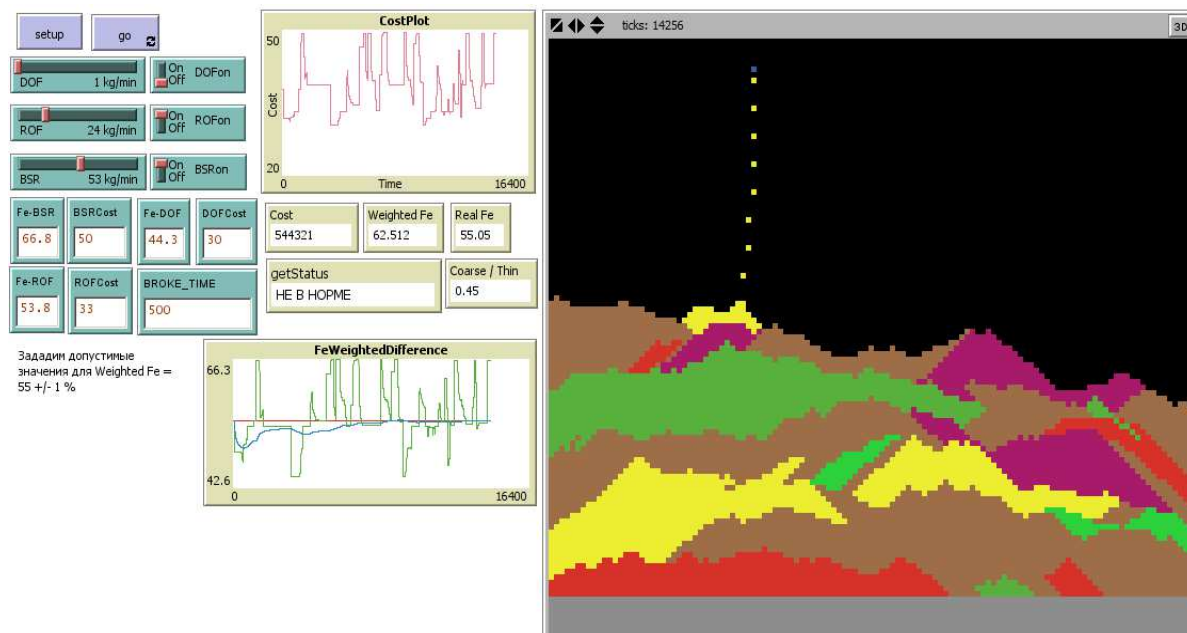 setup
go
DOF 1 kg/min
On
Off
DOFon
ROF 24 kg/min
On
Off
ROFon
BSR 53 kg/min
On
Off
BSRon
CostPlot
50
Cost
20
0
Time
16400
Fe-BSR
66.8
BSRCost
50
Fe-DOF
44.3
DOFCost
30
Cost
544321
Weighted Fe
62.512
Real Fe
55.05
Fe-ROF
53.8
ROFCost
33
BROKE_TIME
500
getStatus
НЕ В НОРМЕ
Coarse / Thin
0.45
Зададим допустимые
значения для Weighted Fe =
55 +/- 1 %
FeWeightedDifference
66.3
42.6
0
16400
ticks: 14256
3D